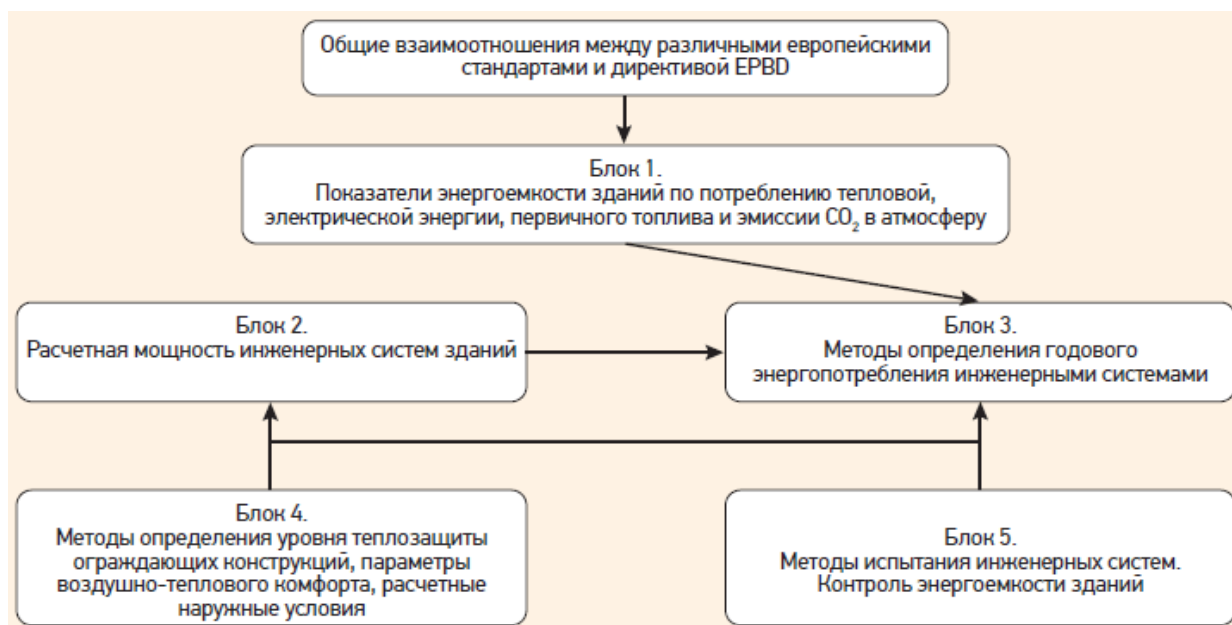 Общие взаимоотношения между различными европейскими
стандартами и директивой EPBD
Блок 1.
Показатели энергоемкости зданий по потреблению тепловой,
электрической энергии, первичного топлива и эмиссии CO₂ в атмосферу
Блок 2.
Расчетная мощность инженерных систем зданий
Блок 3.
Методы определения годового
энергопотребления инженерными системами
Блок 4.
Методы определения уровня теплозащиты
ограждающих конструкций, параметры
воздушно-теплового комфорта, расчетные
наружные условия
Блок 5.
Методы испытания инженерных систем.
Контроль энергоемкости зданий